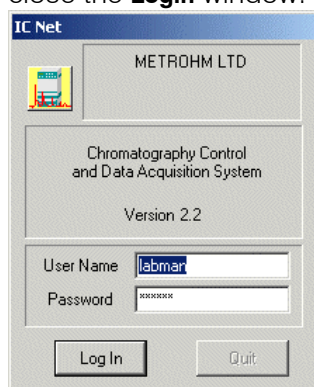 close the Login window.
IC Net
METROHM LTD
Chromatography Control
and Data Acquisition System
Version 2.2
User Name labman
Password ××××××
Log In Quit